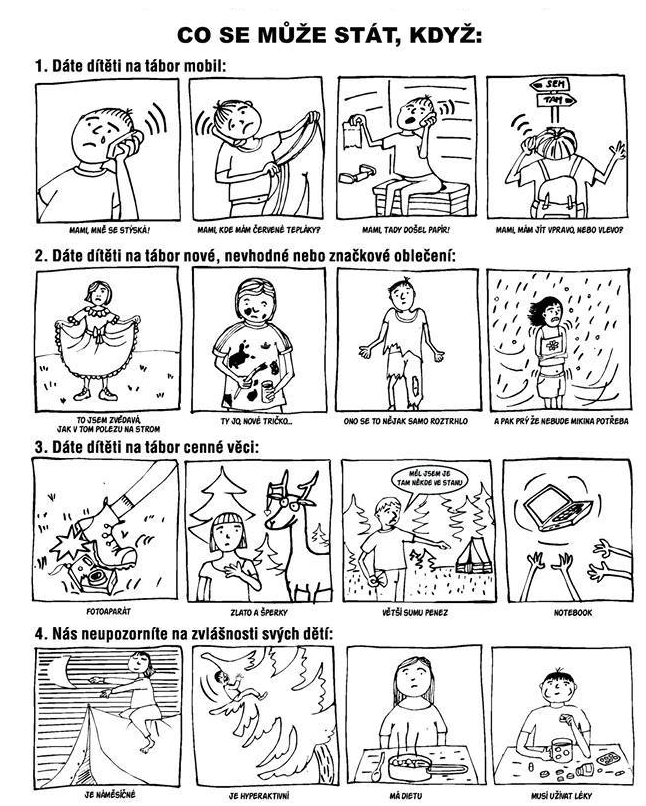 CO SE MŮŽE STÁT, KDYŽ:
1. Dáte dítěti na tábor mobil:
SEM
TAM
MAMI, MNĚ SE STÝSKÁ!
MAMI, KDE MÁM ČERVENÉ TEPLÁKY?
MAMI, TADY DOŠEL PAPÍR!
MAMI, MÁM JÍT VPRAVO, NEBO VLEVO?
2. Dáte dítěti na tábor nové, nevhodné nebo značkové oblečení:
TO JSEM ZVĚDAVÁ,
JAK V TOM POLEZU NA STROM
TY JO, NOVÉ TRIČKO...
ONO SE TO NĚJAK SAMO ROZTRHLO
A PAK PRÝ ŽE NEBUDE MIKINA POTŘEBA
3. Dáte dítěti na tábor cenné věci:
MĚL JSEM JE
TAM NĚKDE VE STANU
FOTOAPARÁT
ZLATO A ŠPERKY
VĚTŠÍ SUMU PENEZ
NOTEBOOK
4. Nás neupozorníte na zvlášnosti svých dětí:
JE NÁMĚSÍČNÉ
JE HYPERAKTIVNÍ
MÁ DIETU
MUSÍ UŽÍVAT LÉKY